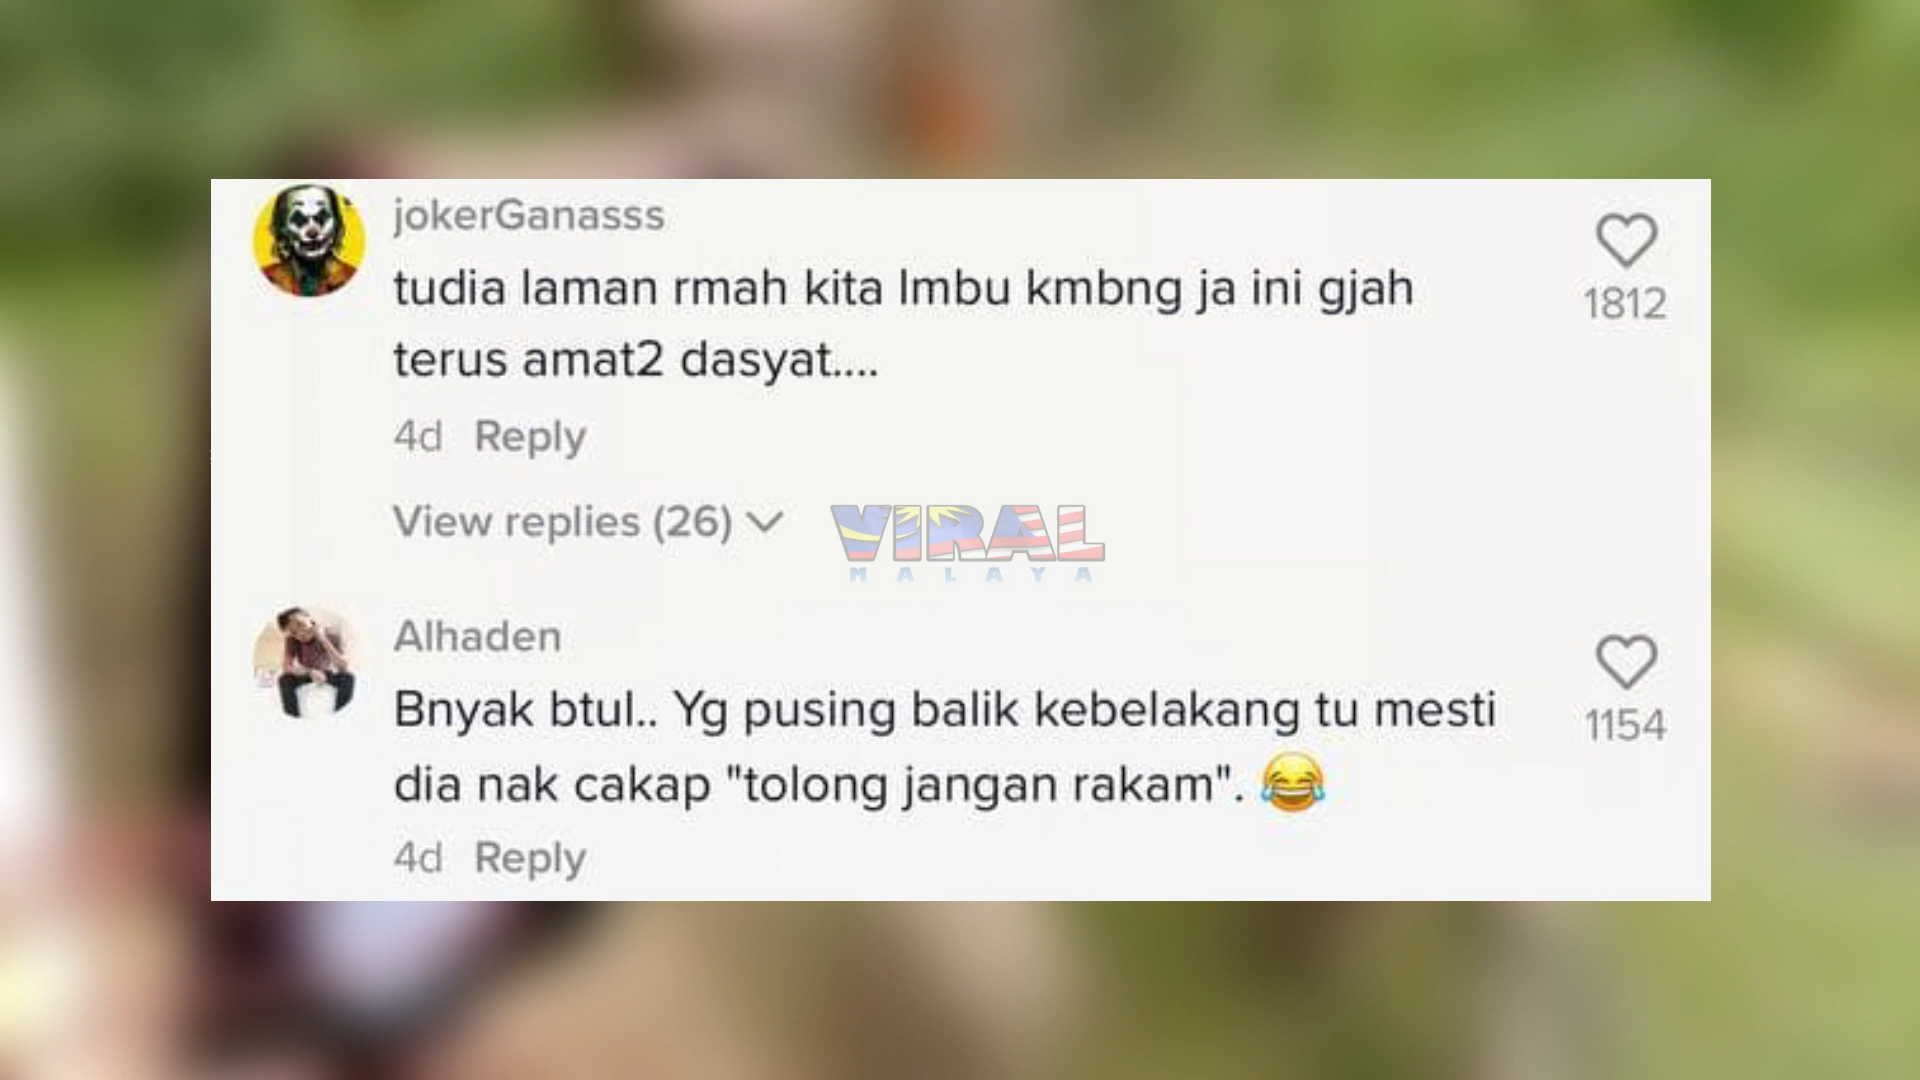 jokerGanasss
tudia laman rmah kita lmbu kmbng ja ini gjah
terus amat2 dasyat....
1812
4d Reply
View replies (26)
VIRAL
MALAYA
Alhaden
Bnyak btul.. Yg pusing balik kebelakang tu mesti
dia nak cakap "tolong jangan rakam". 😂
1154
4d Reply